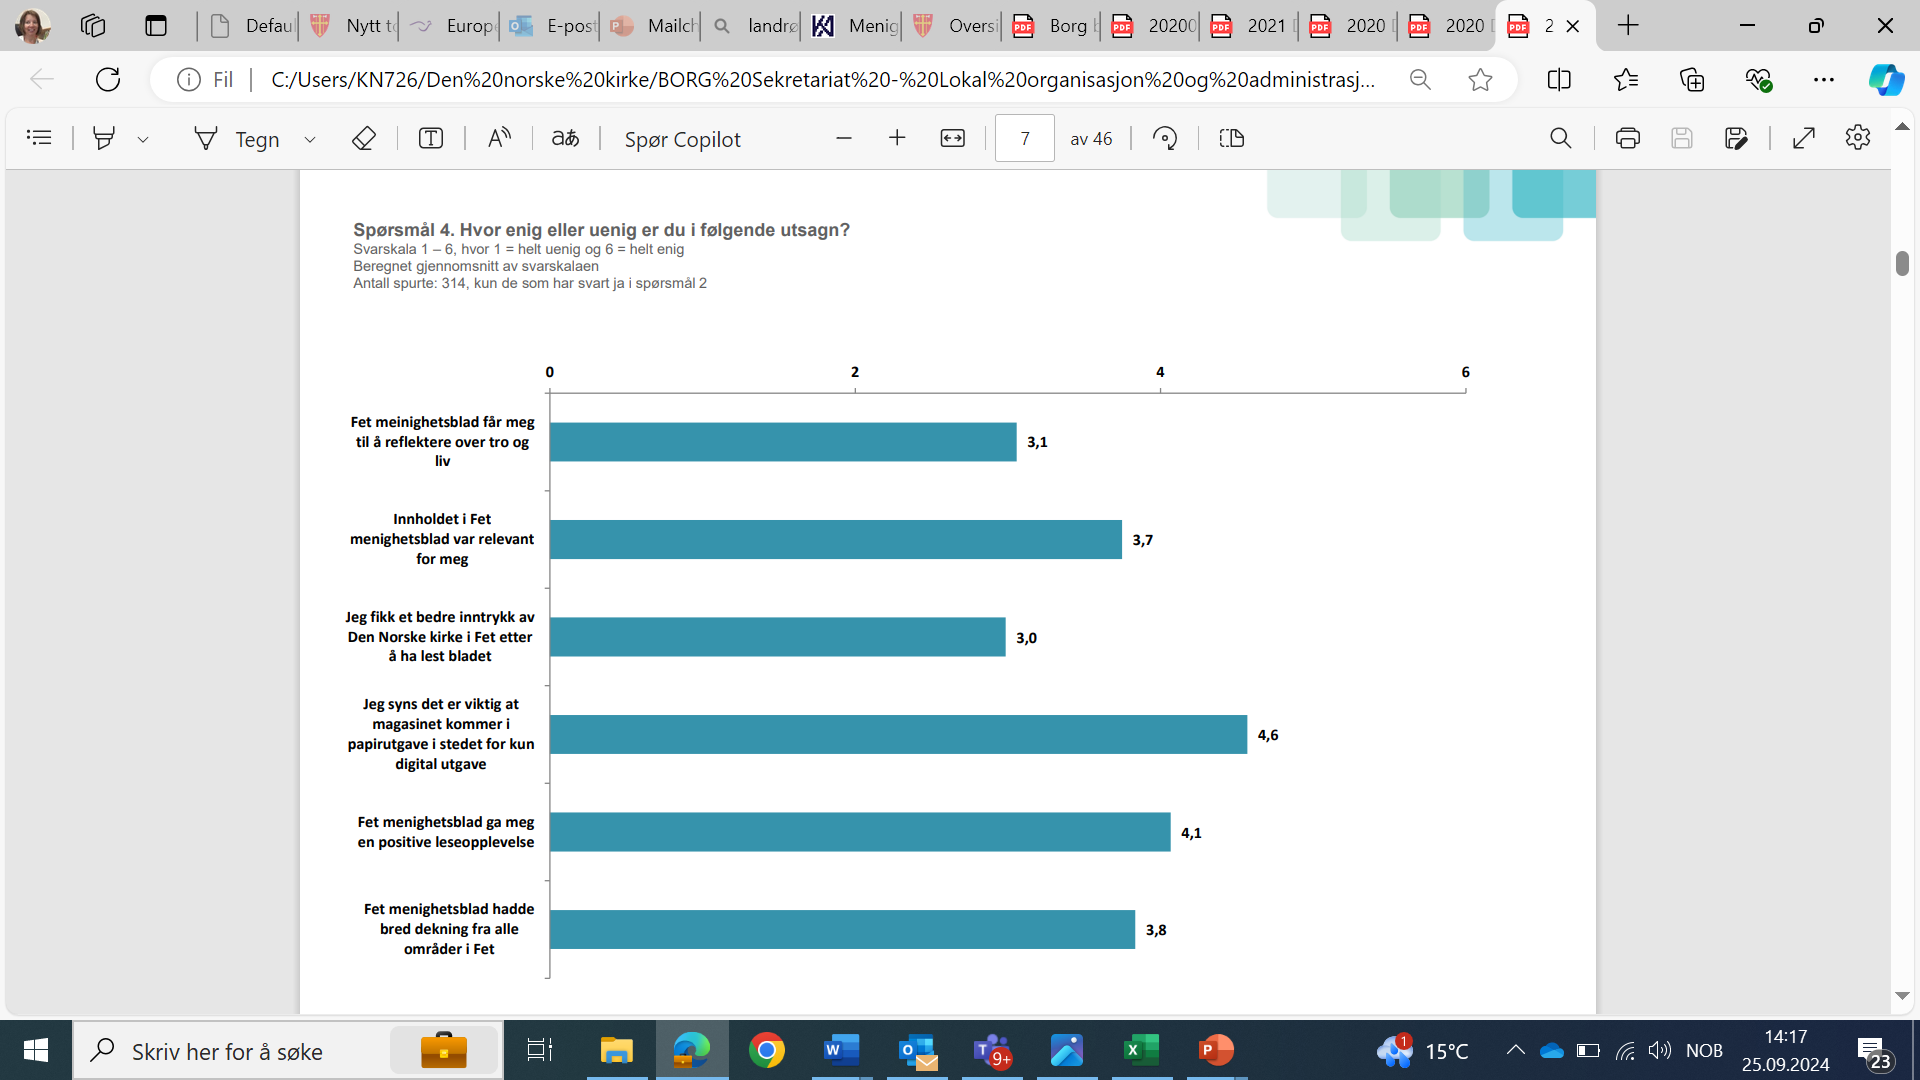 Defaul
Nytt to
Europe
E-post
Mailch
landrø
Menig
Oversi
Borg b
20200
2021 D
2020 D
2020 D
2
Fil
C:/Users/KN726/Den%20norske%20kirke/BORG%20Sekretariat%20-%20Lokal%20organisasjon%20og%20administrasj...
Tegn
Spør Copilot
7
av 46
Spørsmål 4. Hvor enig eller uenig er du i følgende utsagn?
Svarskala 1 – 6, hvor 1 = helt uenig og 6 = helt enig
Beregnet gjennomsnitt av svarskalaen
Antall spurte: 314, kun de som har svart ja i spørsmål 2
0 2 4 6
Fet meinighetsblad får meg
til å reflektere over tro og
liv
3,1
Innholdet i Fet
menighetsblad var relevant
for meg
3,7
Jeg fikk et bedre inntrykk av
Den Norske kirke i Fet etter
å ha lest bladet
3,0
Jeg syns det er viktig at
magasinet kommer i
papirutgave i stedet for kun
digital utgave
4,6
Fet menighetsblad ga meg
en positive leseopplevelse
4,1
Fet menighetsblad hadde
bred dekning fra alle
områder i Fet
3,8
Skriv her for å søke
9+
1
15°C
NOB
14:17
25.09.2024
23